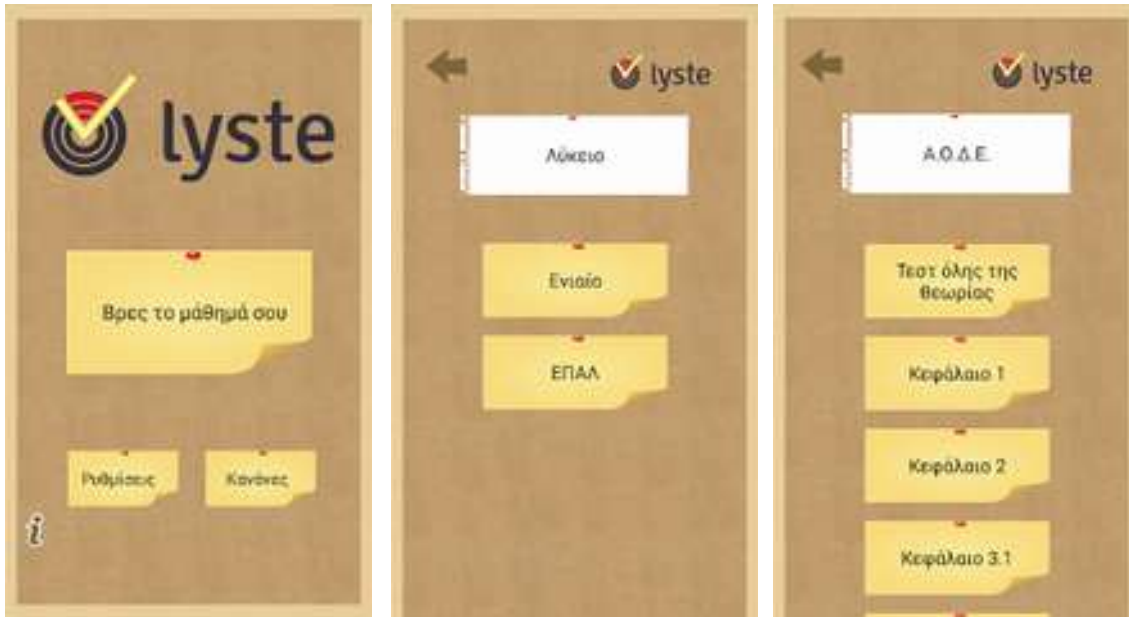 lyste
Βρες το μάθημά σου
Ρυθμίσεις
Κανόνες
i
lyste
Λύκειο
Ενιαίο
ΕΠΑΛ
lyste
Α.Ο.Δ.Ε.
Τεστ όλης της
θεωρίας
Κεφάλαιο 1
Κεφάλαιο 2
Κεφάλαιο 3.1